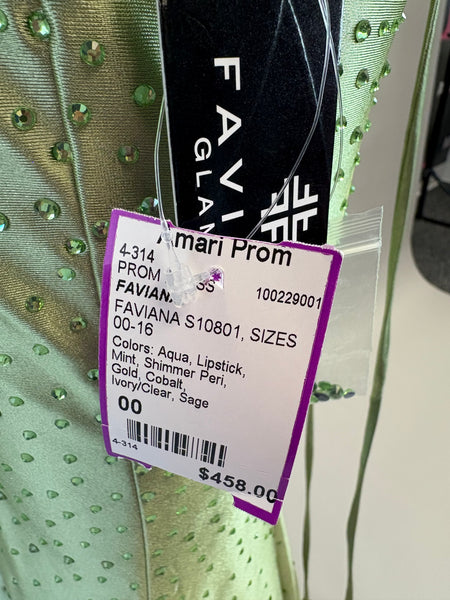 FAVI
GLAM
Amari Prom
4-314
PROM SS
100229001
FAVIANA
FAVIANA S10801, SIZES
00-16
Colors: Aqua, Lipstick,
Mint, Shimmer Peri,
Gold, Cobalt,
Ivory/Clear, Sage
00
4-314
$458.00